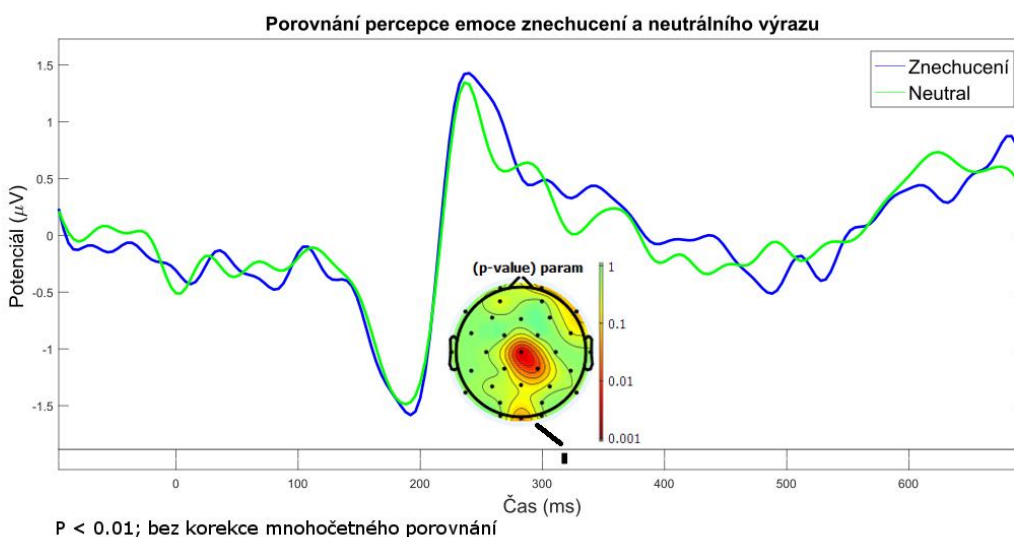 Porovnání percepce emoce znechucení a neutrálního výrazu
Znechucení
Neutral
Potenciál (μV)
1.5
1
0.5
0
-0.5
-1
-1.5
(p-value) param
1
0.1
0.01
0.001
0 100 200 300 400 500 600
Čas (ms)
P < 0.01; bez korekce mnohočetného porovnání